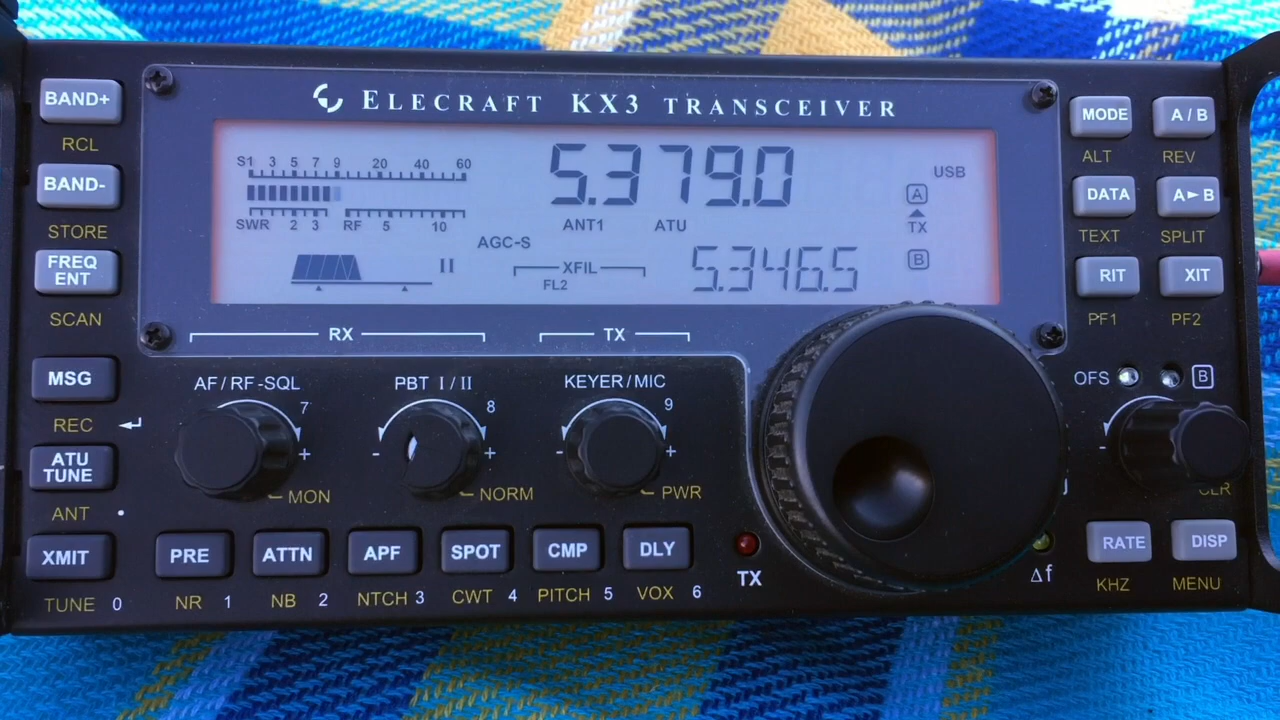 ELECRAFT KX3 TRANSCEIVER
BAND+
RCL
BAND-
STORE
FREQ
ENT
SCAN
MSG
REC
ATU
TUNE
ANT
XMIT
TUNE 0
S1 3 5 7 9 20 40 60
SWR 2 3 RF 5 10
5.379.0
USB
A
TX
ANT1 ATU
AGC-S
II
XFIL
FL2
5.346.5
B
RX
TX
AF / RF -SQL
7
+
MON
PBT I / II
8
- +
NORM
KEYER / MIC
9
- +
PWR
PRE
NR 1
ATTN
NB 2
APF
NTCH 3
SPOT
CWT 4
CMP
PITCH 5
DLY
VOX 6
TX
Δf
MODE
ALT
A / B
REV
DATA
TEXT
A►B
SPLIT
RIT
PF1
XIT
PF2
OFS
B
-
CLR
RATE
KHZ
DISP
MENU